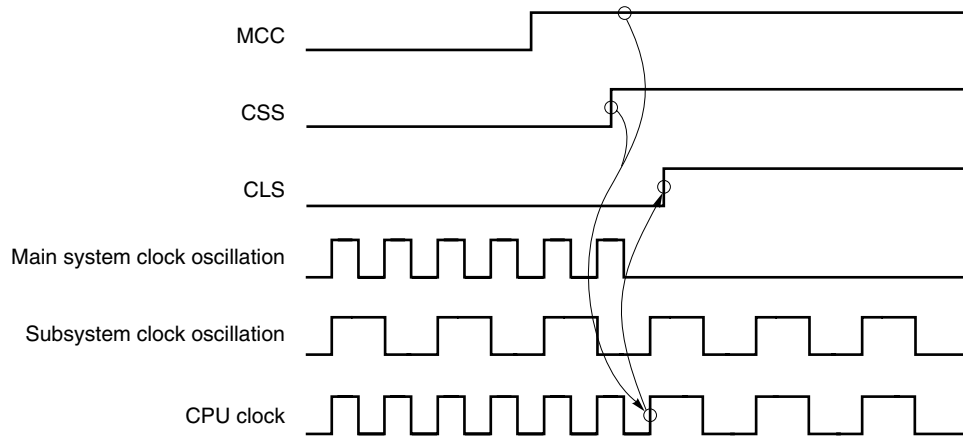 MCC
CSS
CLS
Main system clock oscillation
Subsystem clock oscillation
CPU clock